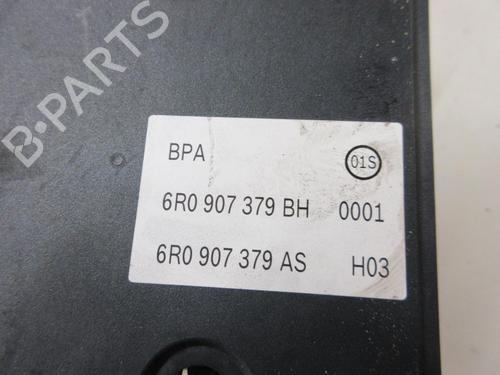 B-PARTS
BPA 01S
6R0 907 379 BH 0001
6R0 907 379 AS H03